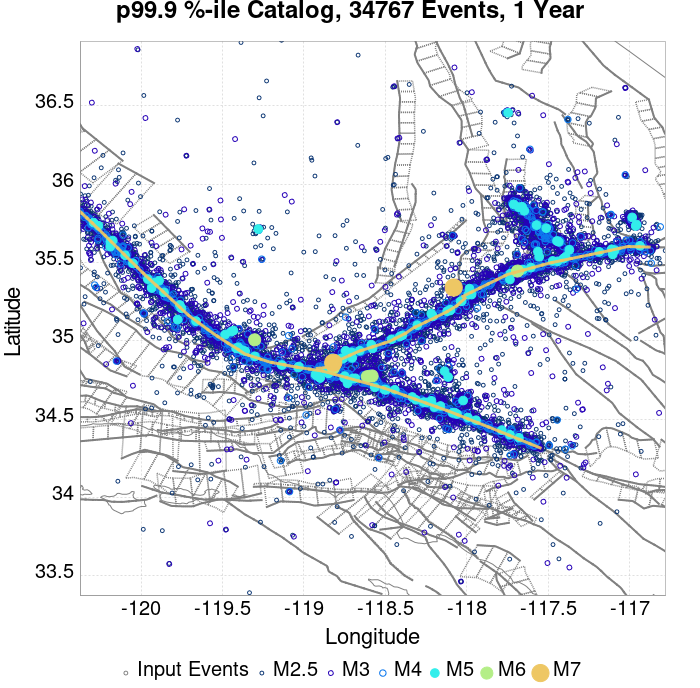 p99.9 %-ile Catalog, 34767 Events, 1 Year
36.5
36
35.5
35
34.5
34
33.5
Latitude
-120
-119.5
-119
-118.5
-118
-117.5
-117
Longitude
Input Events
M2.5
M3
M4
M5
M6
M7